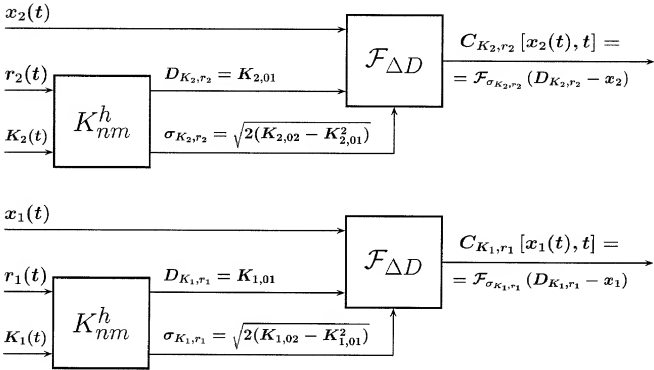 x₂(t)
r₂(t)
K₂(t)
Kʰₙₘ
D_{K₂,r₂} = K_{2,01}
σ_{K₂,r₂} = √(2(K_{2,02} − K²_{2,01}))
ℱ_{ΔD}
C_{K₂,r₂} [x₂(t), t] =
= ℱ_{σ_{K₂,r₂}} (D_{K₂,r₂} − x₂)
x₁(t)
r₁(t)
K₁(t)
Kʰₙₘ
D_{K₁,r₁} = K_{1,01}
σ_{K₁,r₁} = √(2(K_{1,02} − K²_{1,01}))
ℱ_{ΔD}
C_{K₁,r₁} [x₁(t), t] =
= ℱ_{σ_{K₁,r₁}} (D_{K₁,r₁} − x₁)